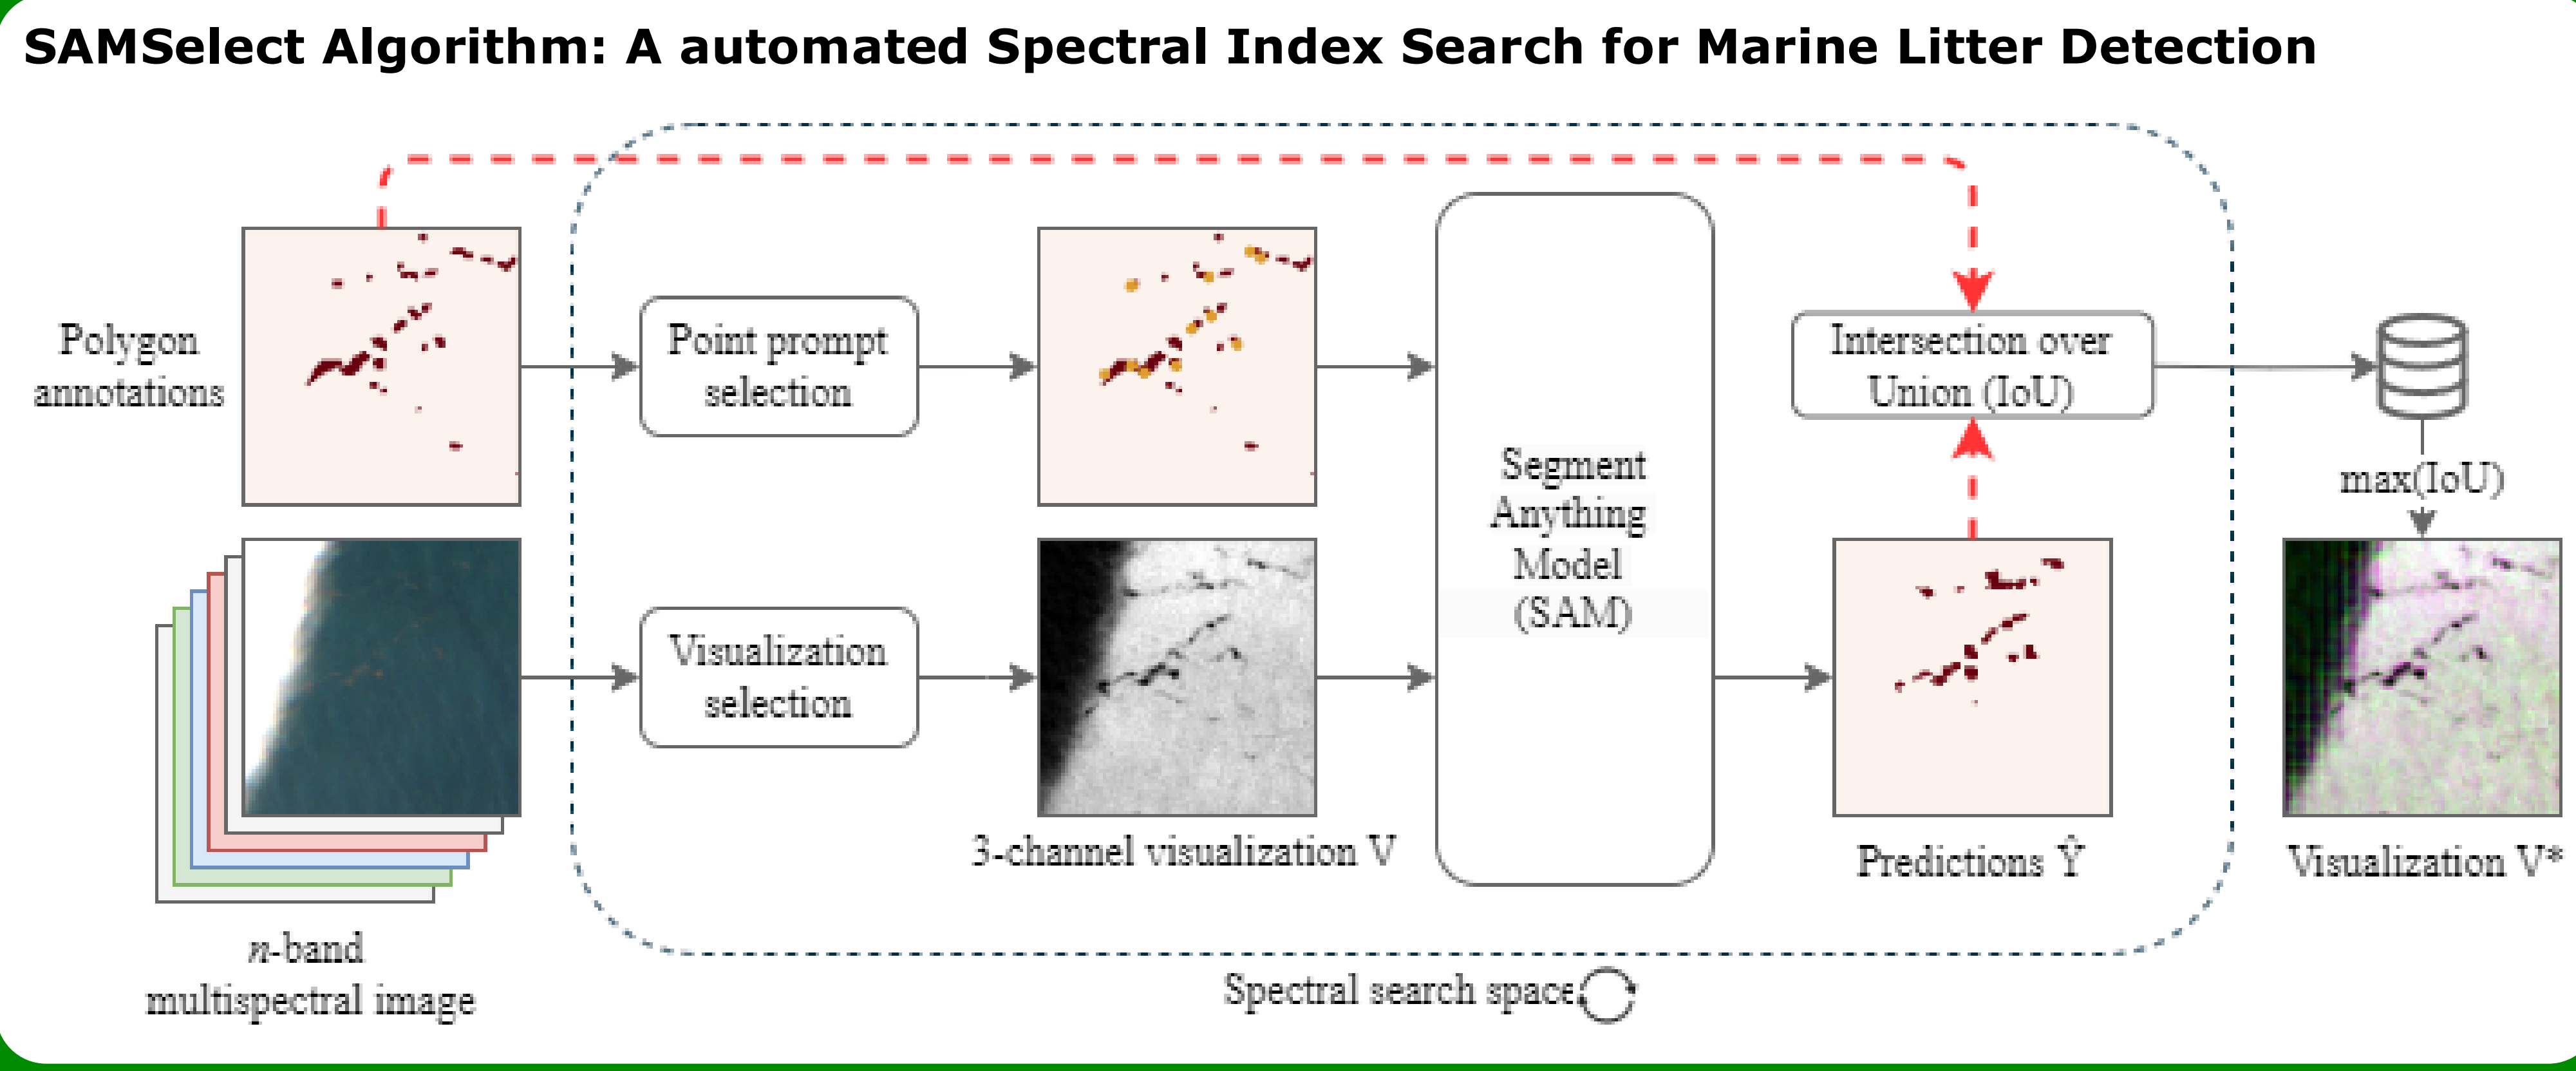 SAMSelect Algorithm: A automated Spectral Index Search for Marine Litter Detection
Polygon
annotations
Point prompt
selection
Segment
Anything
Model
(SAM)
Intersection over
Union (IoU)
max(IoU)
n-band
multispectral image
Visualization
selection
3-channel visualization V
Predictions Ŷ
Visualization V*
Spectral search space